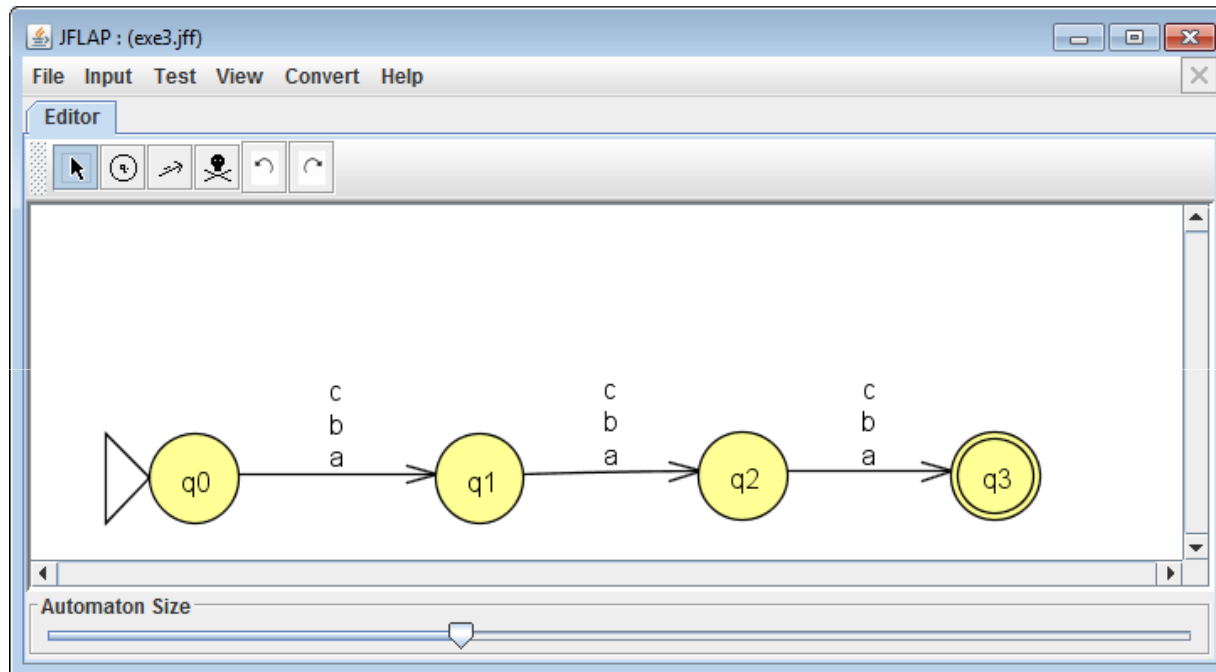 JFLAP : (exe3.jff)
File Input Test View Convert Help
Editor
q
c c c
b b b
a a a
q0 q1 q2 q3
Automaton Size